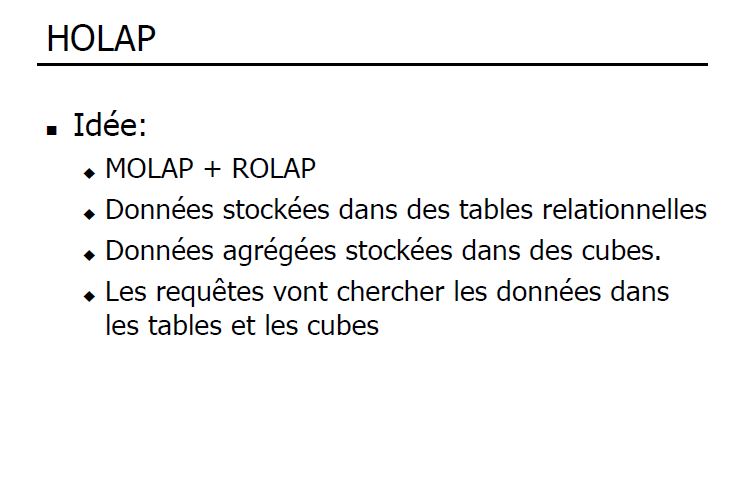 HOLAP
Idée:
MOLAP + ROLAP
Données stockées dans des tables relationnelles
Données agrégées stockées dans des cubes.
Les requêtes vont chercher les données dans
les tables et les cubes